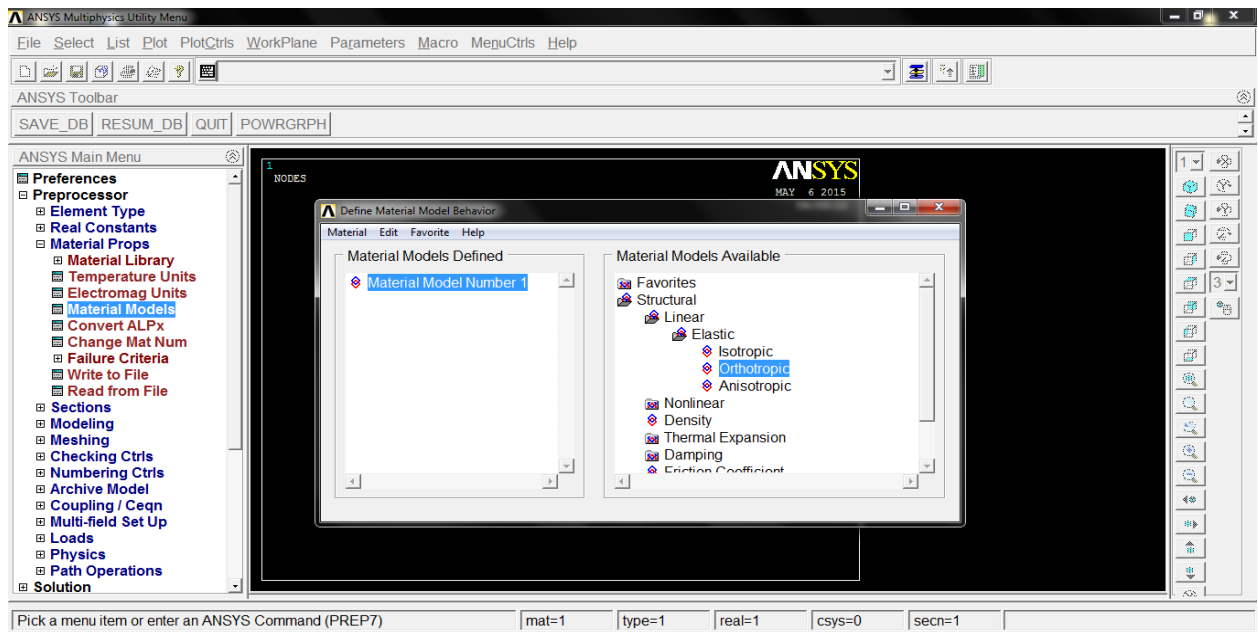 ANSYS Multiphysics Utility Menu
File Select List Plot PlotCtrls WorkPlane Parameters Macro MenuCtrls Help
ANSYS Toolbar
SAVE_DB RESUM_DB QUIT POWRGRPH
ANSYS Main Menu
Preferences
Preprocessor
Element Type
Real Constants
Material Props
Material Library
Temperature Units
Electromag Units
Material Models
Convert ALPx
Change Mat Num
Failure Criteria
Write to File
Read from File
Sections
Modeling
Meshing
Checking Ctrls
Numbering Ctrls
Archive Model
Coupling / Ceqn
Multi-field Set Up
Loads
Physics
Path Operations
Solution
1
NODES
ANSYS
MAY 6 2015
Define Material Model Behavior
Material Edit Favorite Help
Material Models Defined
Material Model Number 1
Material Models Available
Favorites
Structural
Linear
Elastic
Isotropic
Orthotropic
Anisotropic
Nonlinear
Density
Thermal Expansion
Damping
Friction Coefficient
1
3
Pick a menu item or enter an ANSYS Command (PREP7) mat=1 type=1 real=1 csys=0 secn=1